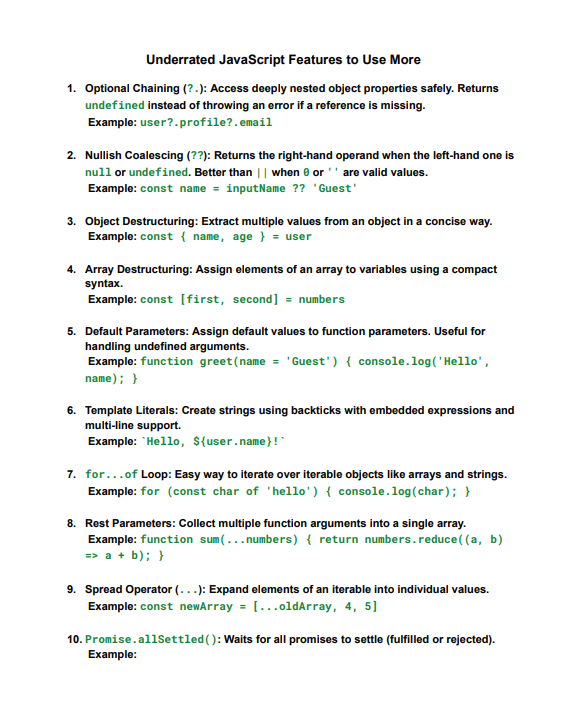 Underrated JavaScript Features to Use More
1. Optional Chaining (?.): Access deeply nested object properties safely. Returns
undefined instead of throwing an error if a reference is missing.
Example: user?.profile?.email
2. Nullish Coalescing (??): Returns the right-hand operand when the left-hand one is
null or undefined. Better than || when 0 or '' are valid values.
Example: const name = inputName ?? 'Guest'
3. Object Destructuring: Extract multiple values from an object in a concise way.
Example: const { name, age } = user
4. Array Destructuring: Assign elements of an array to variables using a compact
syntax.
Example: const [first, second] = numbers
5. Default Parameters: Assign default values to function parameters. Useful for
handling undefined arguments.
Example: function greet(name = 'Guest') { console.log('Hello',
name); }
6. Template Literals: Create strings using backticks with embedded expressions and
multi-line support.
Example: `Hello, ${user.name}!`
7. for...of Loop: Easy way to iterate over iterable objects like arrays and strings.
Example: for (const char of 'hello') { console.log(char); }
8. Rest Parameters: Collect multiple function arguments into a single array.
Example: function sum(...numbers) { return numbers.reduce((a, b)
=> a + b); }
9. Spread Operator (...): Expand elements of an iterable into individual values.
Example: const newArray = [...oldArray, 4, 5]
10. Promise.allSettled(): Waits for all promises to settle (fulfilled or rejected).
Example: